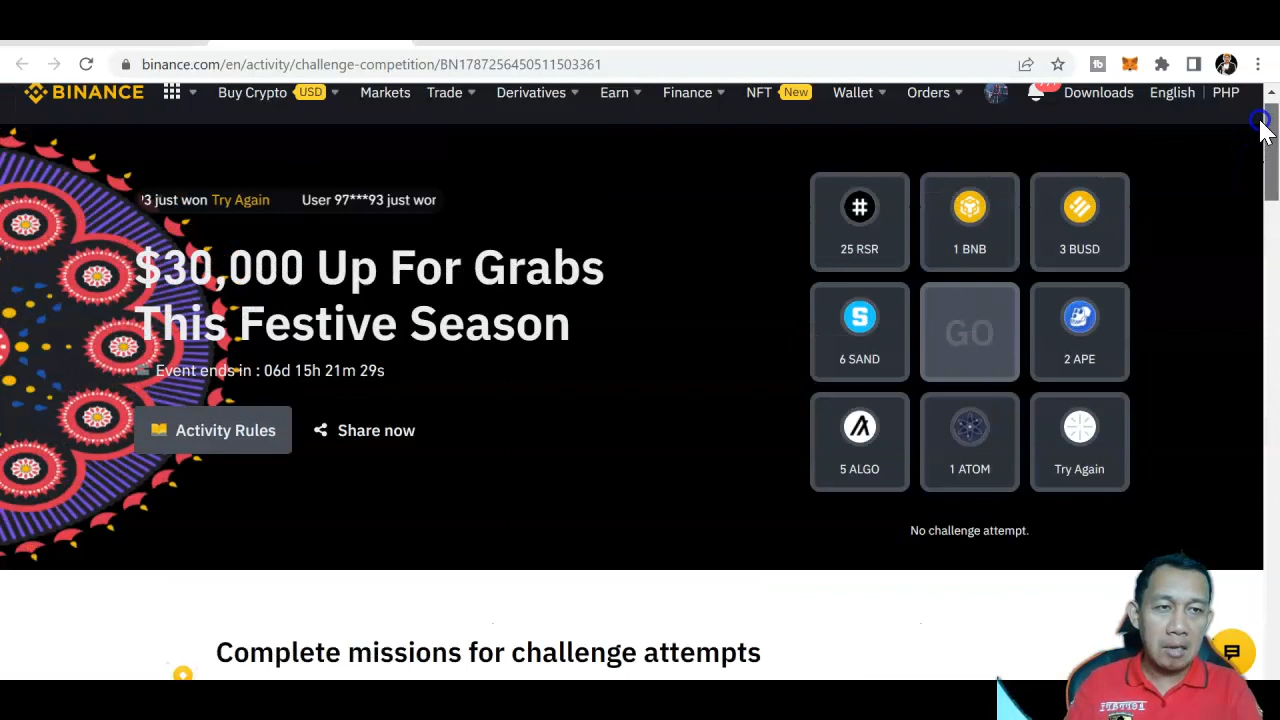 binance.com/en/activity/challenge-competition/BN1787256450511503361
BINANCE Buy Crypto USD Markets Trade Derivatives Earn Finance NFT New Wallet Orders Downloads English | PHP
93 just won Try Again User 97***93 just wor
$30,000 Up For Grabs
This Festive Season
Event ends in : 06d 15h 21m 29s
Activity Rules Share now
25 RSR 1 BNB 3 BUSD
6 SAND GO 2 APE
5 ALGO 1 ATOM Try Again
No challenge attempt.
Complete missions for challenge attempts